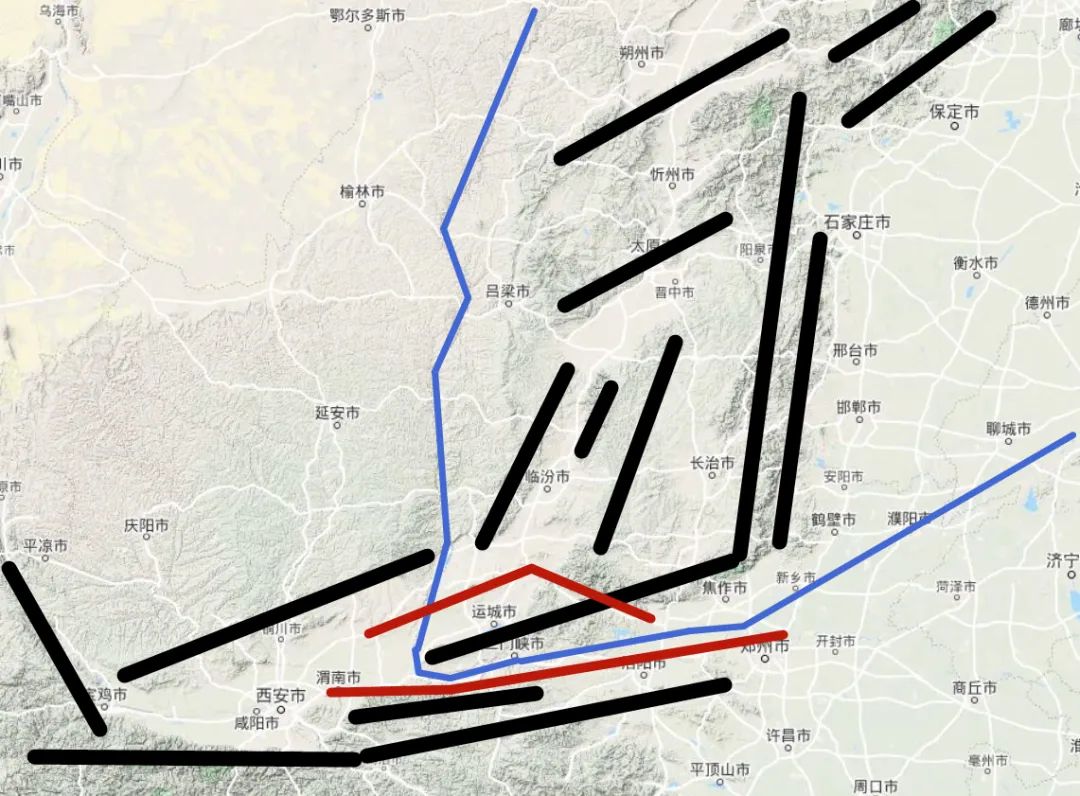 乌海市
鄂尔多斯市
朔州市
廊坊
嘴山市
保定市
川市
忻州市
榆林市
石家庄市
太原
阳泉
衡水市
吕梁市
晋中市
德州市
邢台市
延安市
邯郸市
聊城市
临汾市
长治市
安阳市
原市
庆阳市
鹤壁市
濮阳市
平凉市
济宁
新乡市
焦作市
菏泽市
运城市
铜川市
三门峡市
开封市
郑州市
洛阳市
渭南市
宝鸡市
西安市
商丘市
咸阳市
许昌市
亳州市
平顶山市
周口市
淮